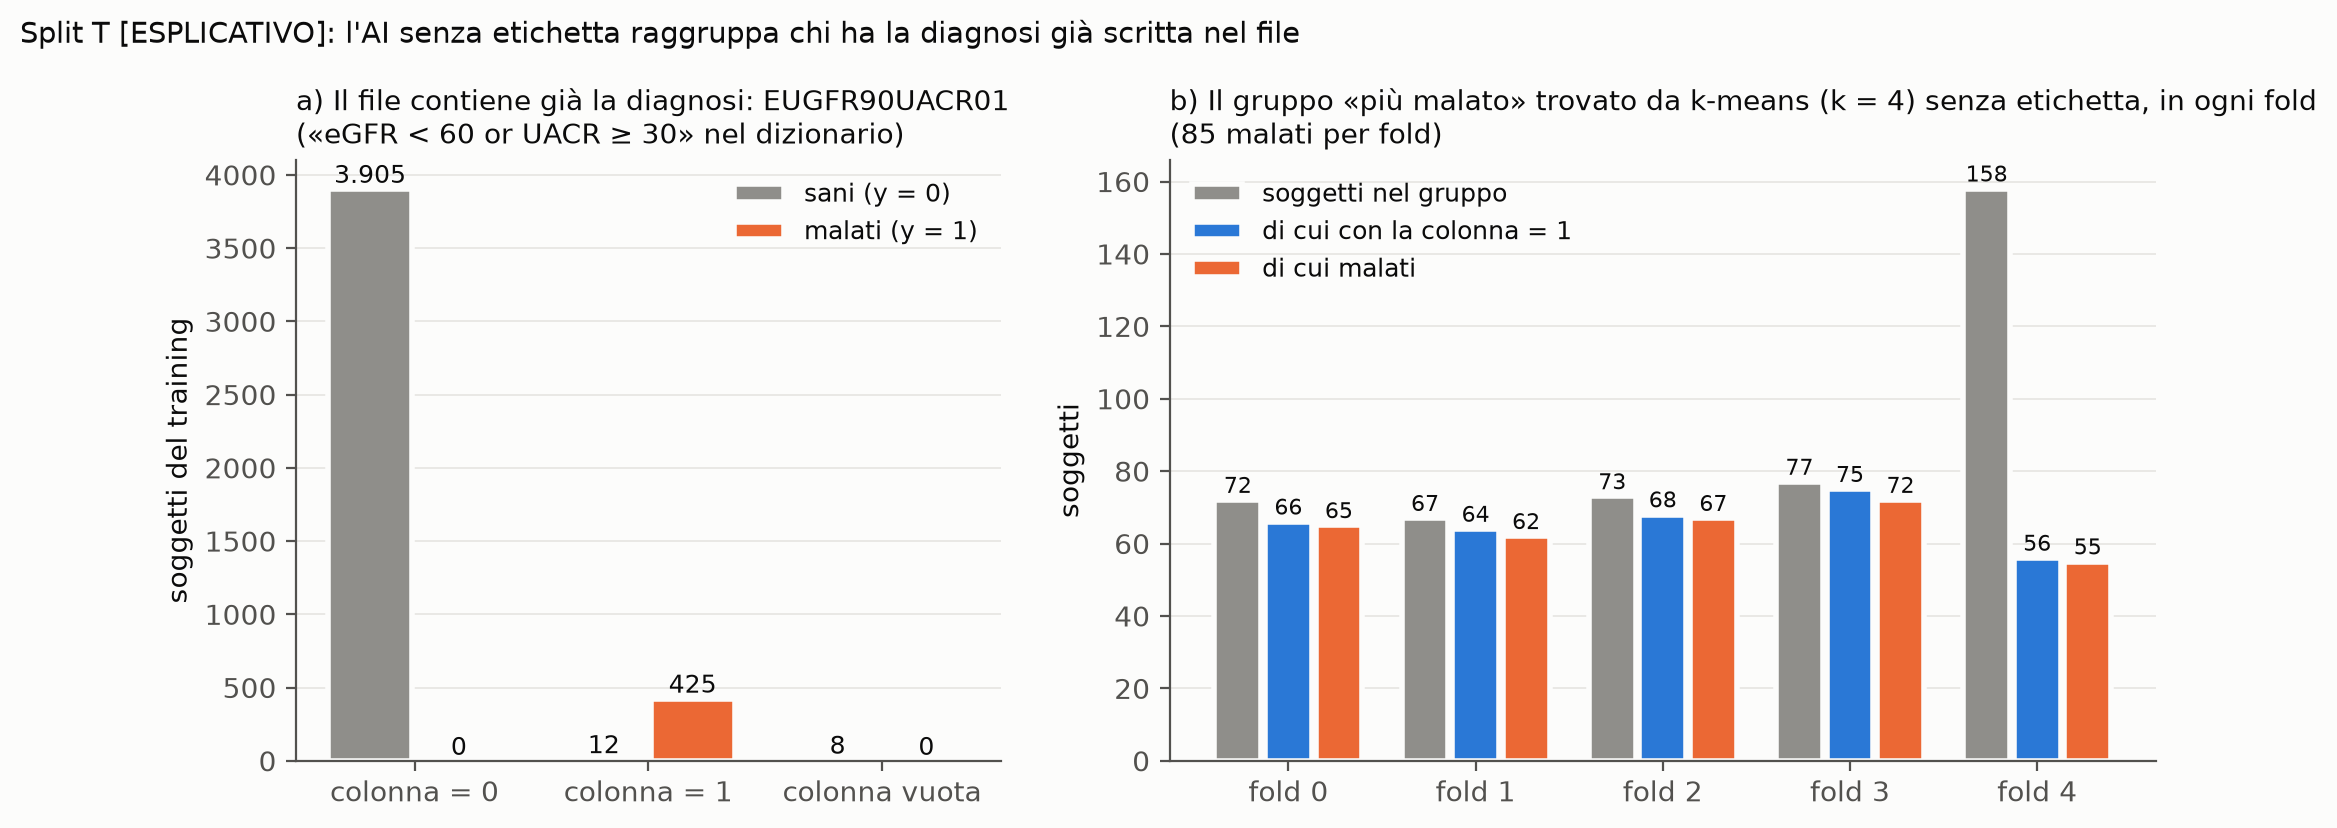 Split T [ESPLICATIVO]: l'AI senza etichetta raggruppa chi ha la diagnosi già scritta nel file
a) Il file contiene già la diagnosi: EUGFR90UACR01
(«eGFR < 60 or UACR ≥ 30» nel dizionario)
soggetti del training
4000
3500
3000
2500
2000
1500
1000
500
0
3.905
0
12
425
8
0
sani (y = 0)
malati (y = 1)
colonna = 0
colonna = 1
colonna vuota
b) Il gruppo «più malato» trovato da k-means (k = 4) senza etichetta, in ogni fold
(85 malati per fold)
soggetti
160
140
120
100
80
60
40
20
0
soggetti nel gruppo
di cui con la colonna = 1
di cui malati
72
66
65
67
64
62
73
68
67
77
75
72
158
56
55
fold 0
fold 1
fold 2
fold 3
fold 4